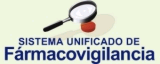 SISTEMA UNIFICADO DE
Fármacovigilancia